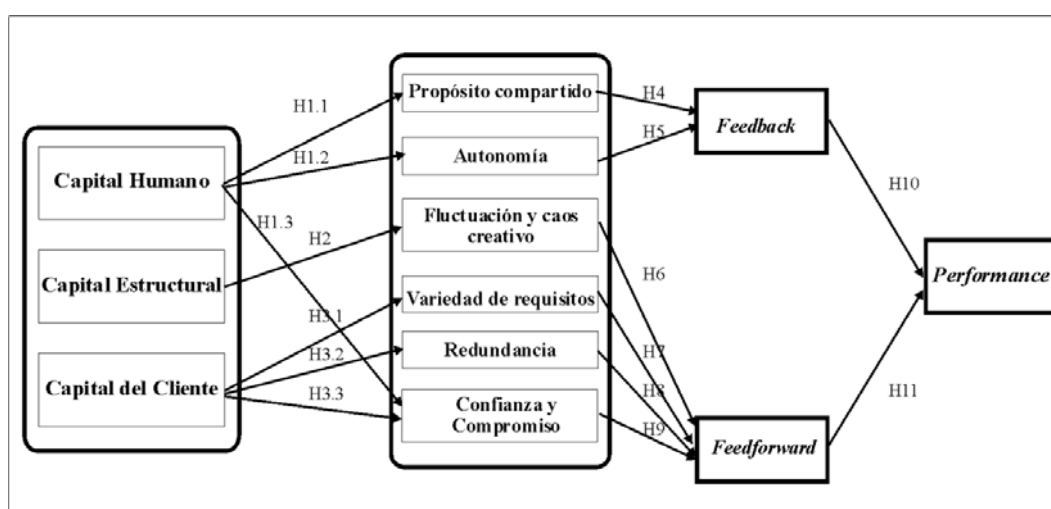 Capital Humano
Capital Estructural
Capital del Cliente
H1.1
H1.2
H1.3
H2
H3.1
H3.2
H3.3
Propósito compartido
Autonomía
Fluctuación y caos
creativo
Variedad de requisitos
Redundancia
Confianza y
Compromiso
H4
H5
H6
H7
H8
H9
Feedback
Feedforward
H10
H11
Performance